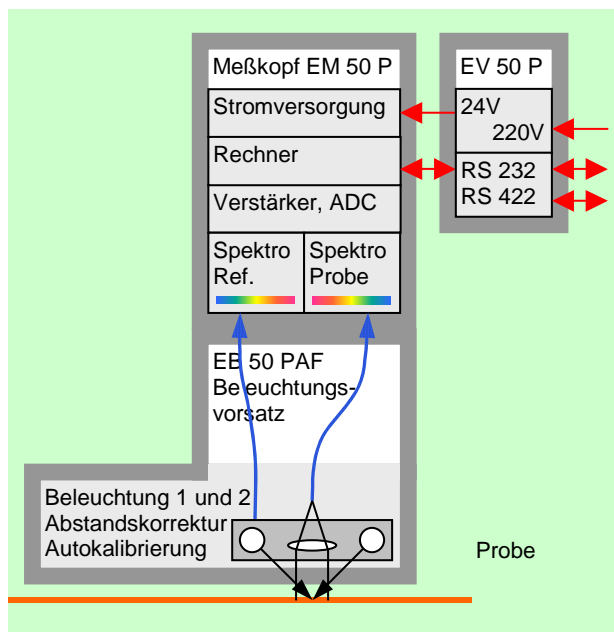 Meßkopf EM 50 P
Stromversorgung
Rechner
Verstärker, ADC
Spektro
Ref.
Spektro
Probe
EV 50 P
24V
220V
RS 232
RS 422
EB 50 PAF
Beleuchtungs-
vorsatz
Beleuchtung 1 und 2
Abstandskorrektur
Autokalibrierung
Probe